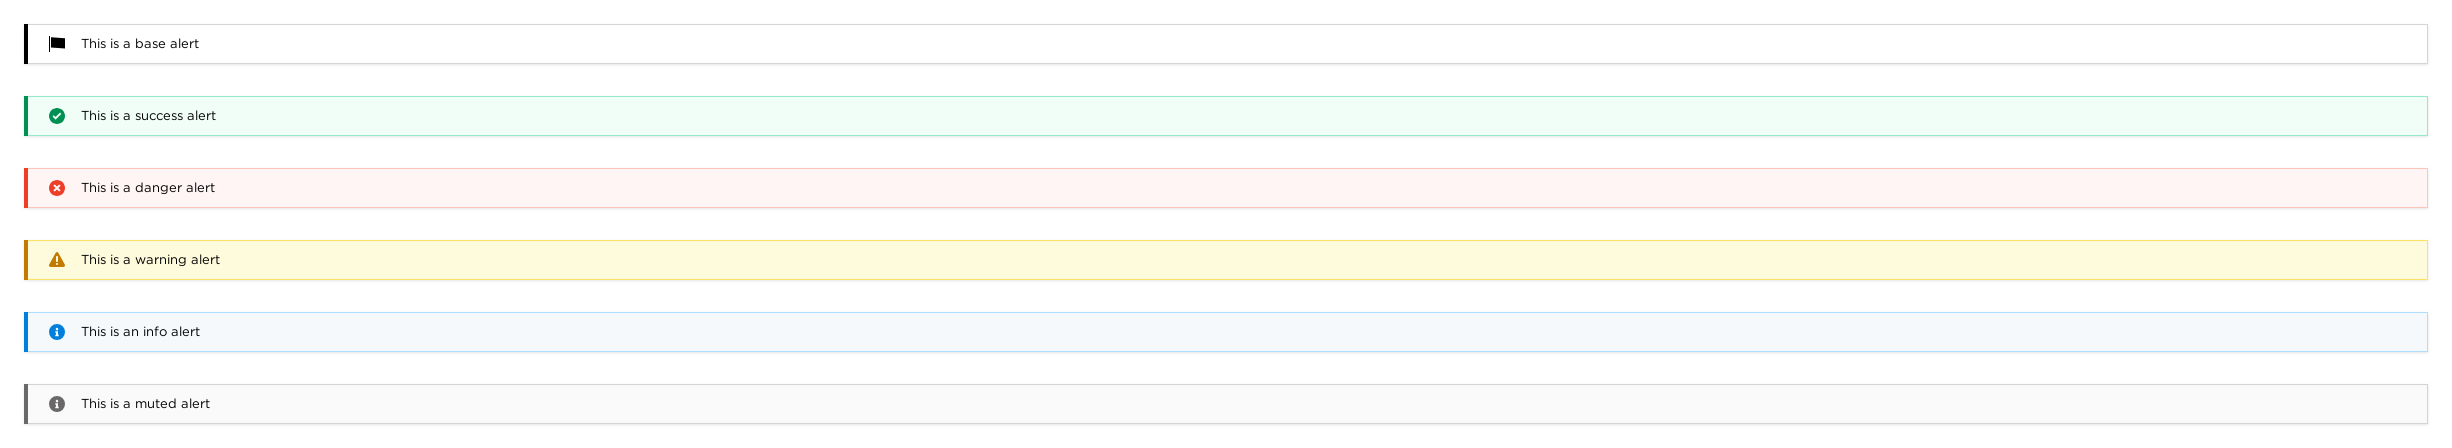 This is a base alert
This is a success alert
This is a danger alert
This is a warning alert
This is an info alert
This is a muted alert